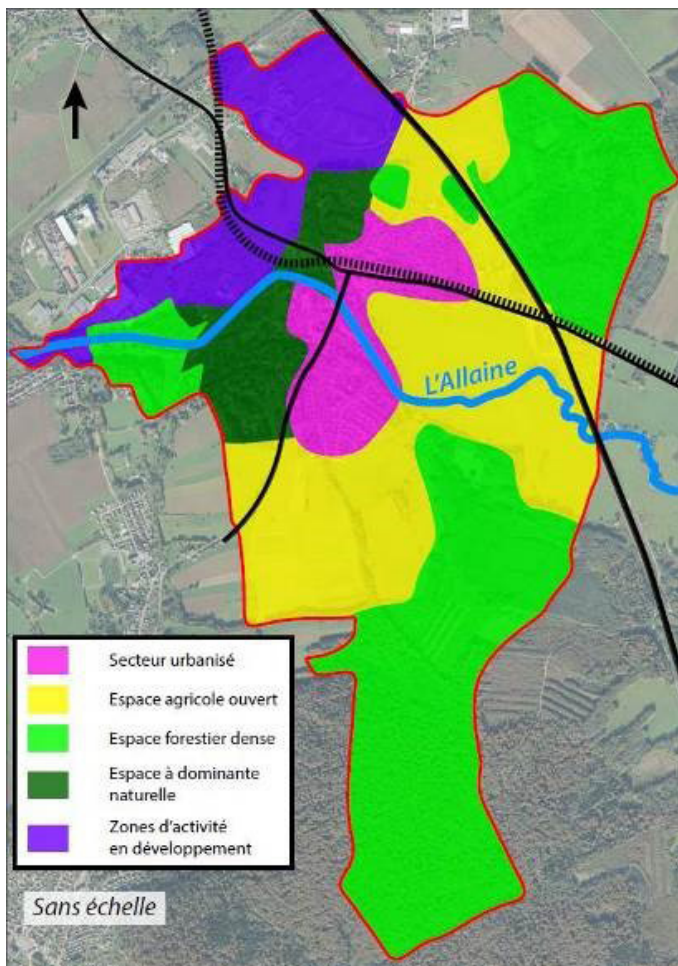 L'Allaine
Secteur urbanisé
Espace agricole ouvert
Espace forestier dense
Espace à dominante
naturelle
Zones d'activité
en développement
Sans échelle